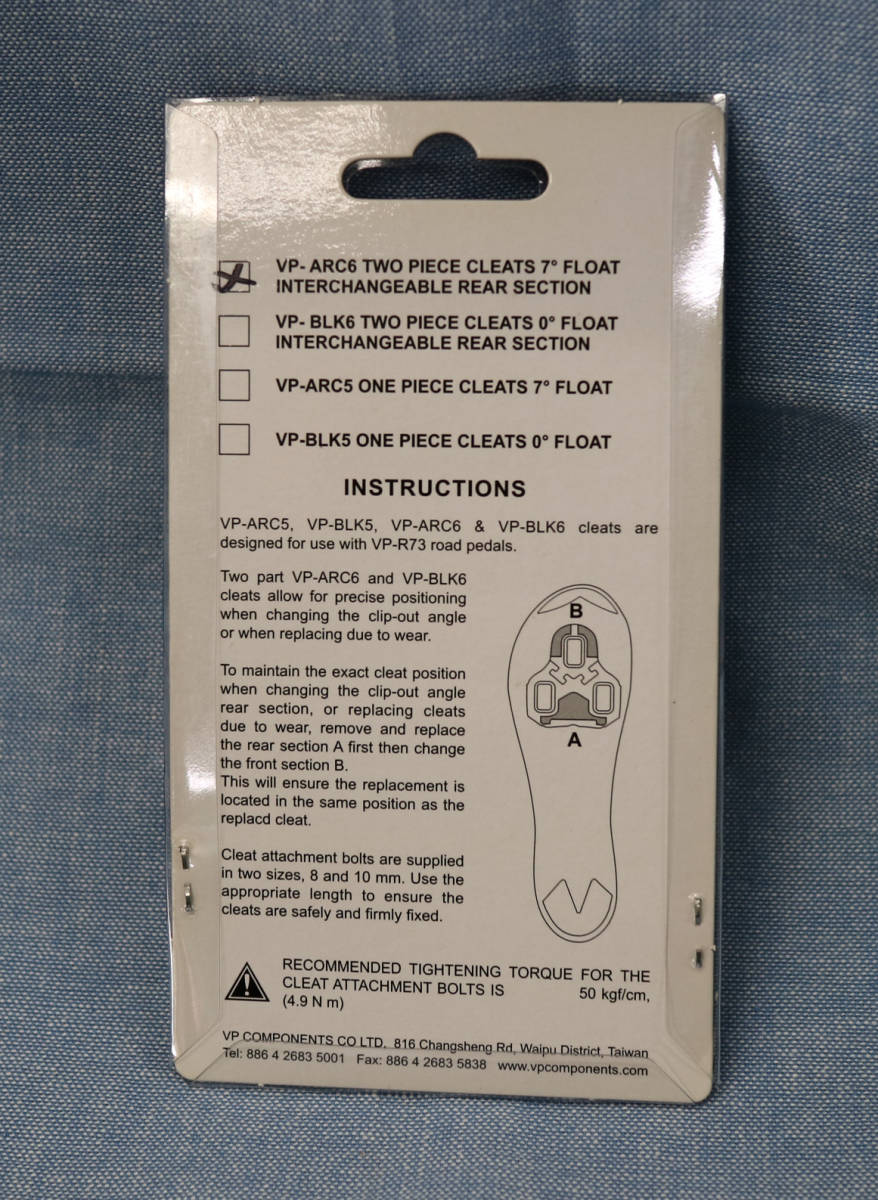 VP- ARC6 TWO PIECE CLEATS 7° FLOAT
INTERCHANGEABLE REAR SECTION
VP- BLK6 TWO PIECE CLEATS 0° FLOAT
INTERCHANGEABLE REAR SECTION
VP-ARC5 ONE PIECE CLEATS 7° FLOAT
VP-BLK5 ONE PIECE CLEATS 0° FLOAT
INSTRUCTIONS
VP-ARC5, VP-BLK5, VP-ARC6 & VP-BLK6 cleats are
designed for use with VP-R73 road pedals.
Two part VP-ARC6 and VP-BLK6
cleats allow for precise positioning
when changing the clip-out angle
or when replacing due to wear.
To maintain the exact cleat position
when changing the clip-out angle
rear section, or replacing cleats
due to wear, remove and replace
the rear section A first then change
the front section B.
This will ensure the replacement is
located in the same position as the
replacd cleat.
Cleat attachment bolts are supplied
in two sizes, 8 and 10 mm. Use the
appropriate length to ensure the
cleats are safely and firmly fixed.
B
A
RECOMMENDED TIGHTENING TORQUE FOR THE
CLEAT ATTACHMENT BOLTS IS 50 kgf/cm,
(4.9 N m)
VP COMPONENTS CO LTD, 816 Changsheng Rd, Waipu District, Taiwan
Tel: 886 4 2683 5001 Fax: 886 4 2683 5838 www.vpcomponents.com